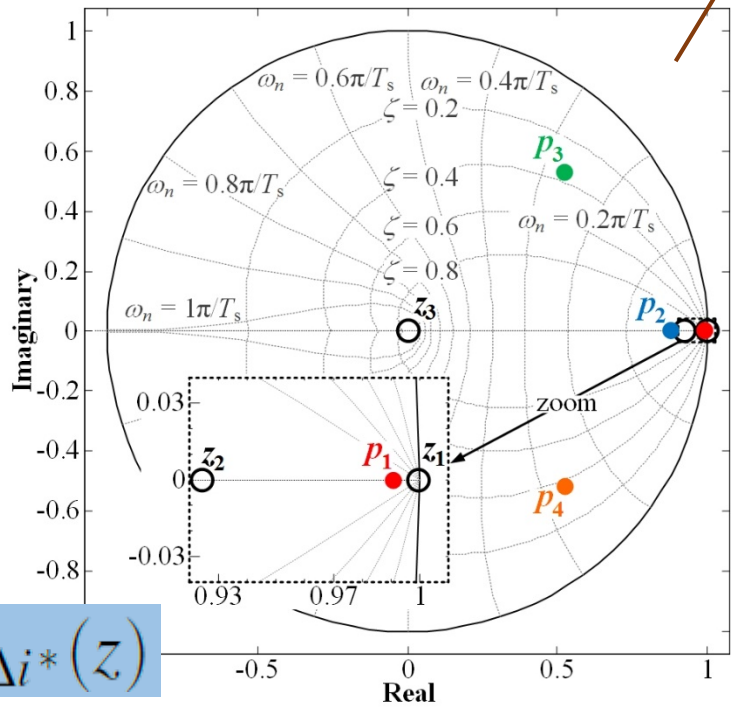 1
ωn = 0.6π/Ts
ωn = 0.4π/Ts
0.8
ζ = 0.2
p3
0.6
ωn = 0.8π/Ts
ζ = 0.4
0.4
ζ = 0.6
ωn = 0.2π/Ts
0.2
ζ = 0.8
ωn = 1π/Ts
z3
p2
0
Imaginary
-0.2
zoom
0.03
-0.4
z2
p1
z1
0
p4
-0.6
-0.03
-0.8
0.93
0.97
1
Δi*(z)
-0.5
0
0.5
1
Real